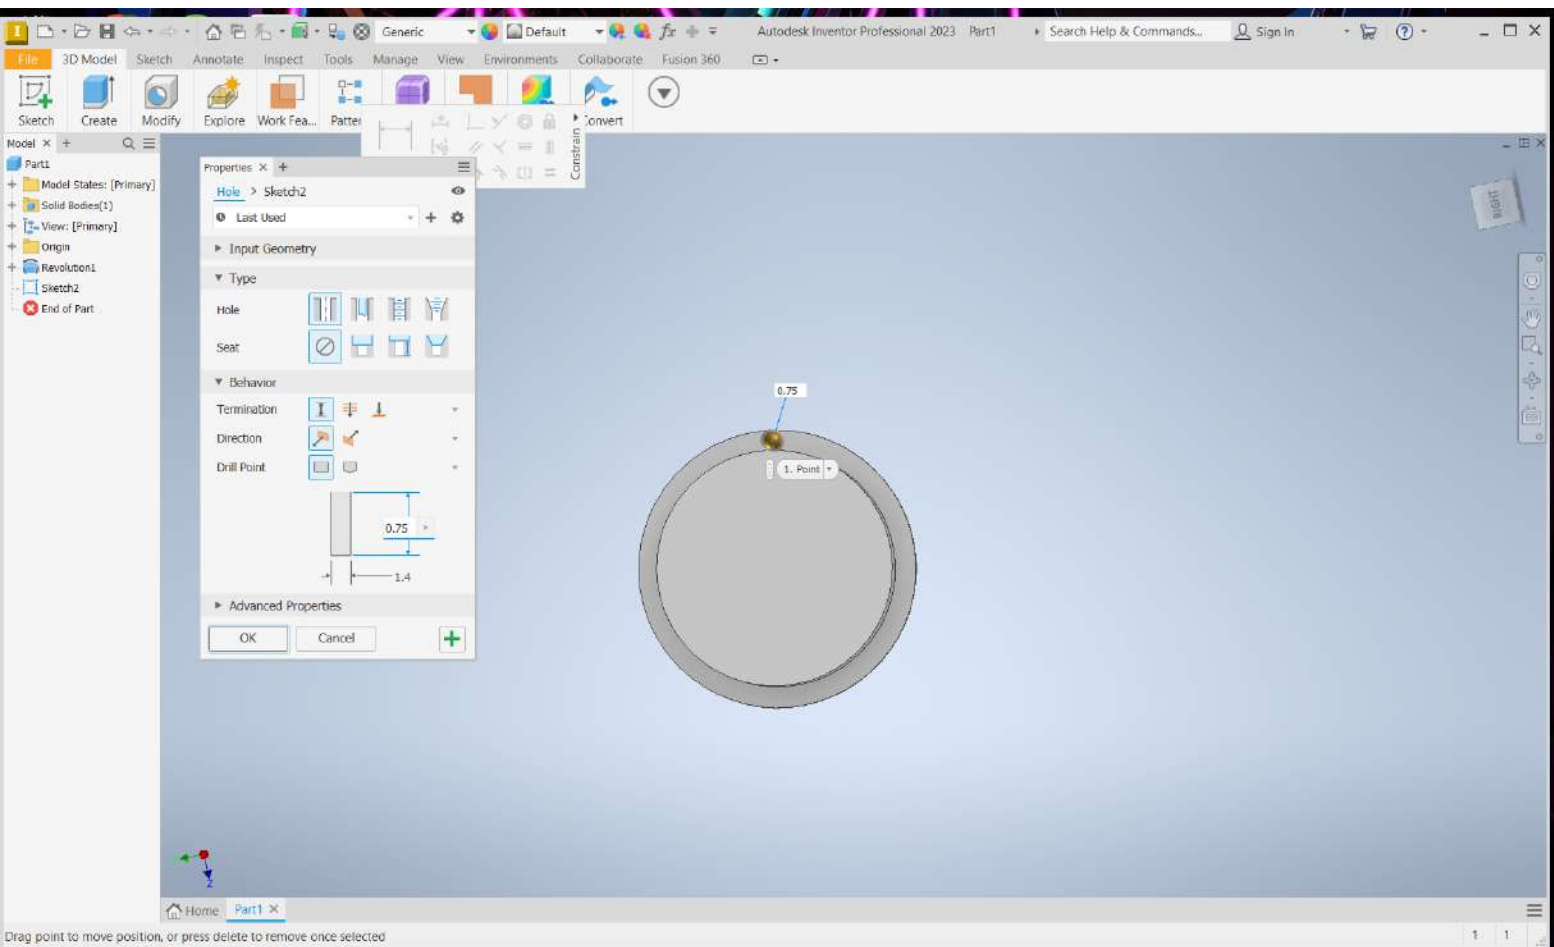 Generic
Default
fx
Autodesk Inventor Professional 2023 Part1
Search Help & Commands...
Sign In
File 3D Model Sketch Annotate Inspect Tools Manage View Environments Collaborate Fusion 360
Sketch Create Modify Explore Work Fea... Patte Convert
Constrain
Model
Part1
Model States: [Primary]
Solid Bodies(1)
View: [Primary]
Origin
Revolution1
Sketch2
End of Part
Properties
Hole > Sketch2
Last Used
Input Geometry
Type
Hole
Seat
Behavior
Termination
Direction
Drill Point
0.75
1.4
Advanced Properties
OK Cancel
0.75
1. Point
RIGHT
Z
Home Part1
Drag point to move position, or press delete to remove once selected
1 1